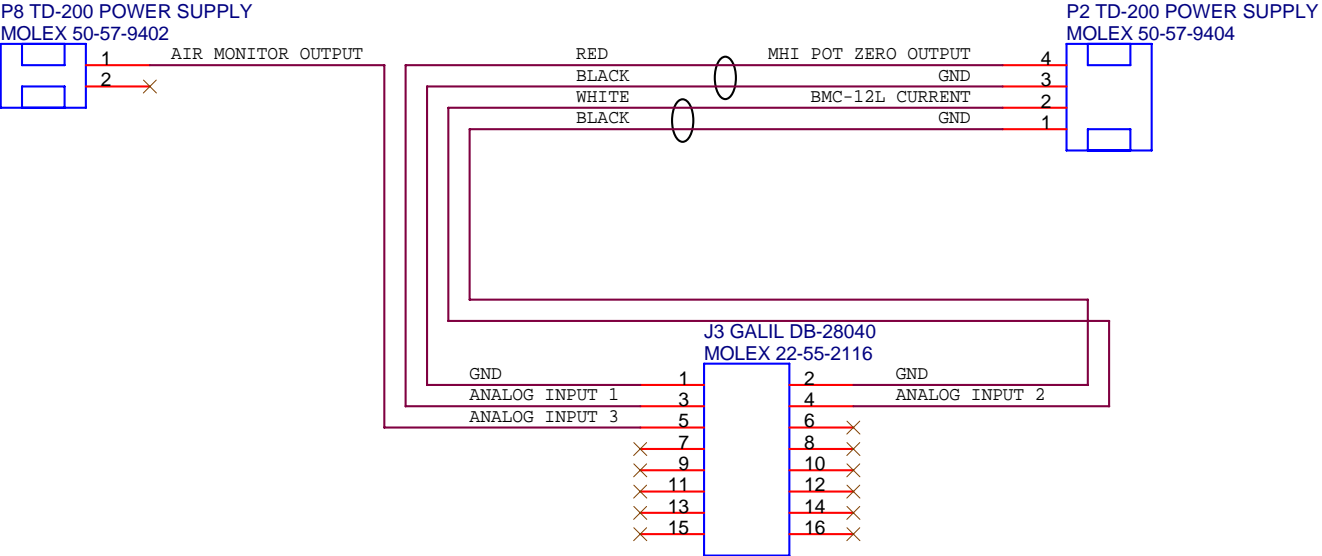 P8 TD-200 POWER SUPPLY
MOLEX 50-57-9402
1 AIR MONITOR OUTPUT
2
P2 TD-200 POWER SUPPLY
MOLEX 50-57-9404
RED MHI POT ZERO OUTPUT 4
BLACK GND 3
WHITE BMC-12L CURRENT 2
BLACK GND 1
J3 GALIL DB-28040
MOLEX 22-55-2116
GND 1 2 GND
ANALOG INPUT 1 3 4 ANALOG INPUT 2
ANALOG INPUT 3 5 6
7 8
9 10
11 12
13 14
15 16